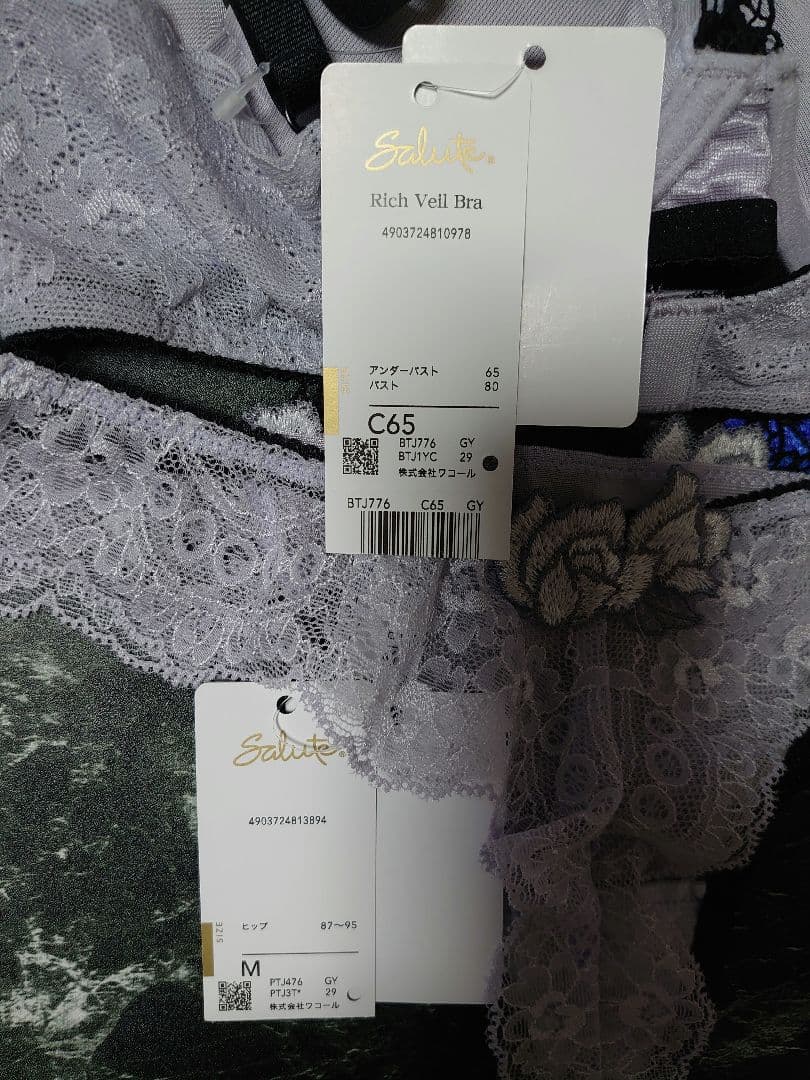 Salute®
Rich Veil Bra
4903724810978
アンダーバスト 65
バスト 80
SIZE
C65
BTJ776 GY
BTJ1YC 29
株式会社ワコール
BTJ776 C65 GY
Salute®
4903724813894
ヒップ 87～95
SIZE
M
PTJ476 GY
PTJ3T* 29
株式会社ワコール